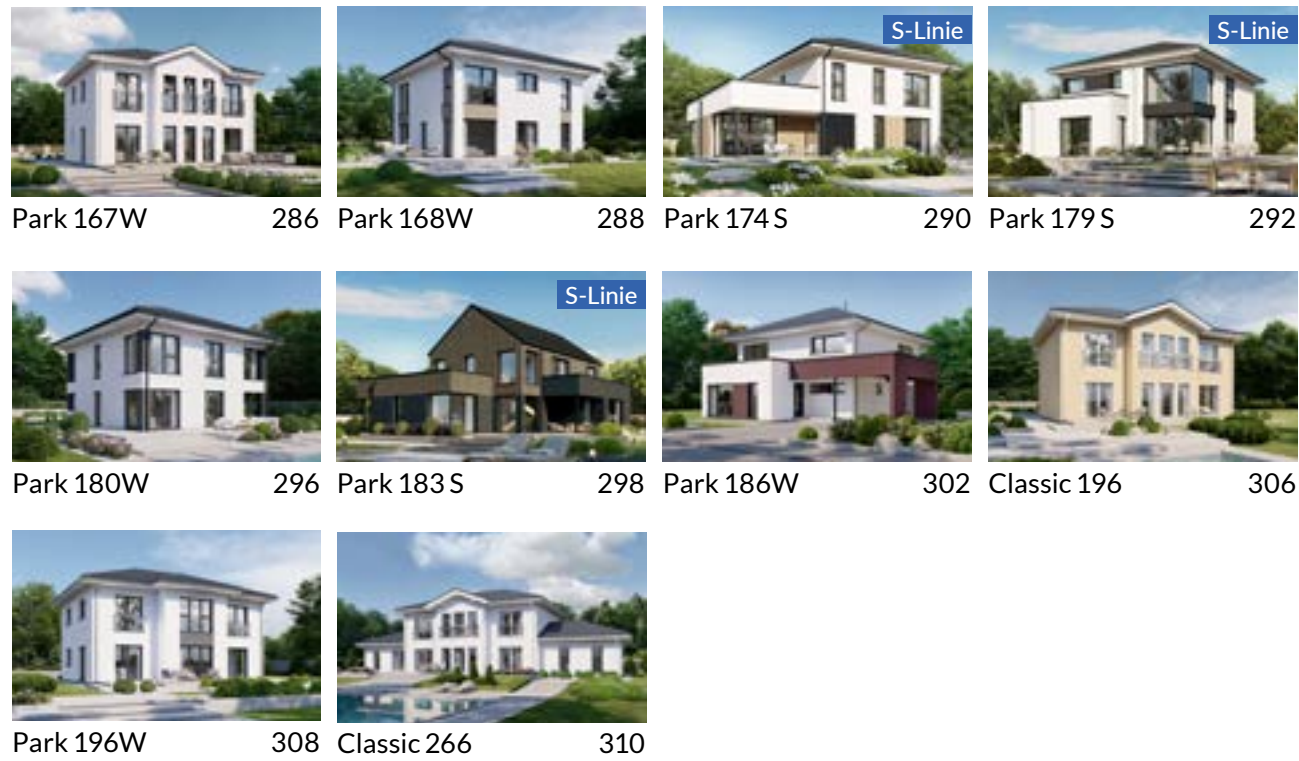 S-Linie
S-Linie
Park 167W 286
Park 168W 288
Park 174 S 290
Park 179 S 292
S-Linie
Park 180W 296
Park 183 S 298
Park 186W 302
Classic 196 306
Park 196W 308
Classic 266 310